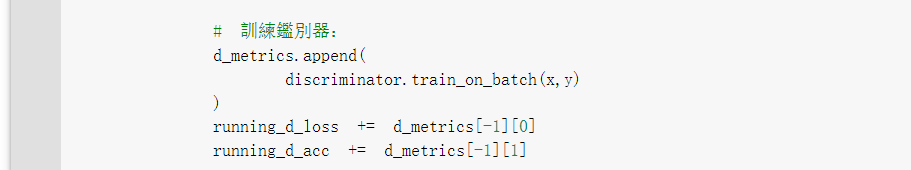 #  訓練鑑別器:
d_metrics.append(
discriminator.train_on_batch(x,y)
)
running_d_loss  +=  d_metrics[-1][0]
running_d_acc  +=  d_metrics[-1][1]